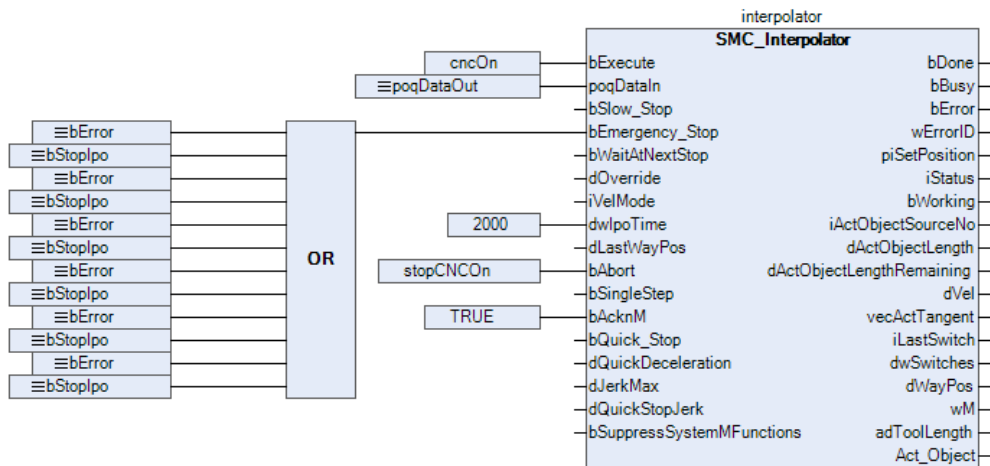 interpolator
SMC_Interpolator
cncOn bExecute bDone
≡poqDataOut poqDataIn bBusy
bSlow_Stop bError
≡bError bEmergency_Stop wErrorID
≡bStopIpo bWaitAtNextStop piSetPosition
≡bError dOverride iStatus
≡bStopIpo iVelMode bWorking
≡bError 2000 dwIpoTime iActObjectSourceNo
≡bStopIpo dLastWayPos dActObjectLength
OR
≡bError stopCNCOn bAbort dActObjectLengthRemaining
≡bStopIpo bSingleStep dVel
≡bError TRUE bAcknM vecActTangent
≡bStopIpo bQuick_Stop iLastSwitch
≡bError dQuickDeceleration dwSwitches
≡bStopIpo dJerkMax dWayPos
dQuickStopJerk wM
bSuppressSystemMFunctions adToolLength
Act_Object